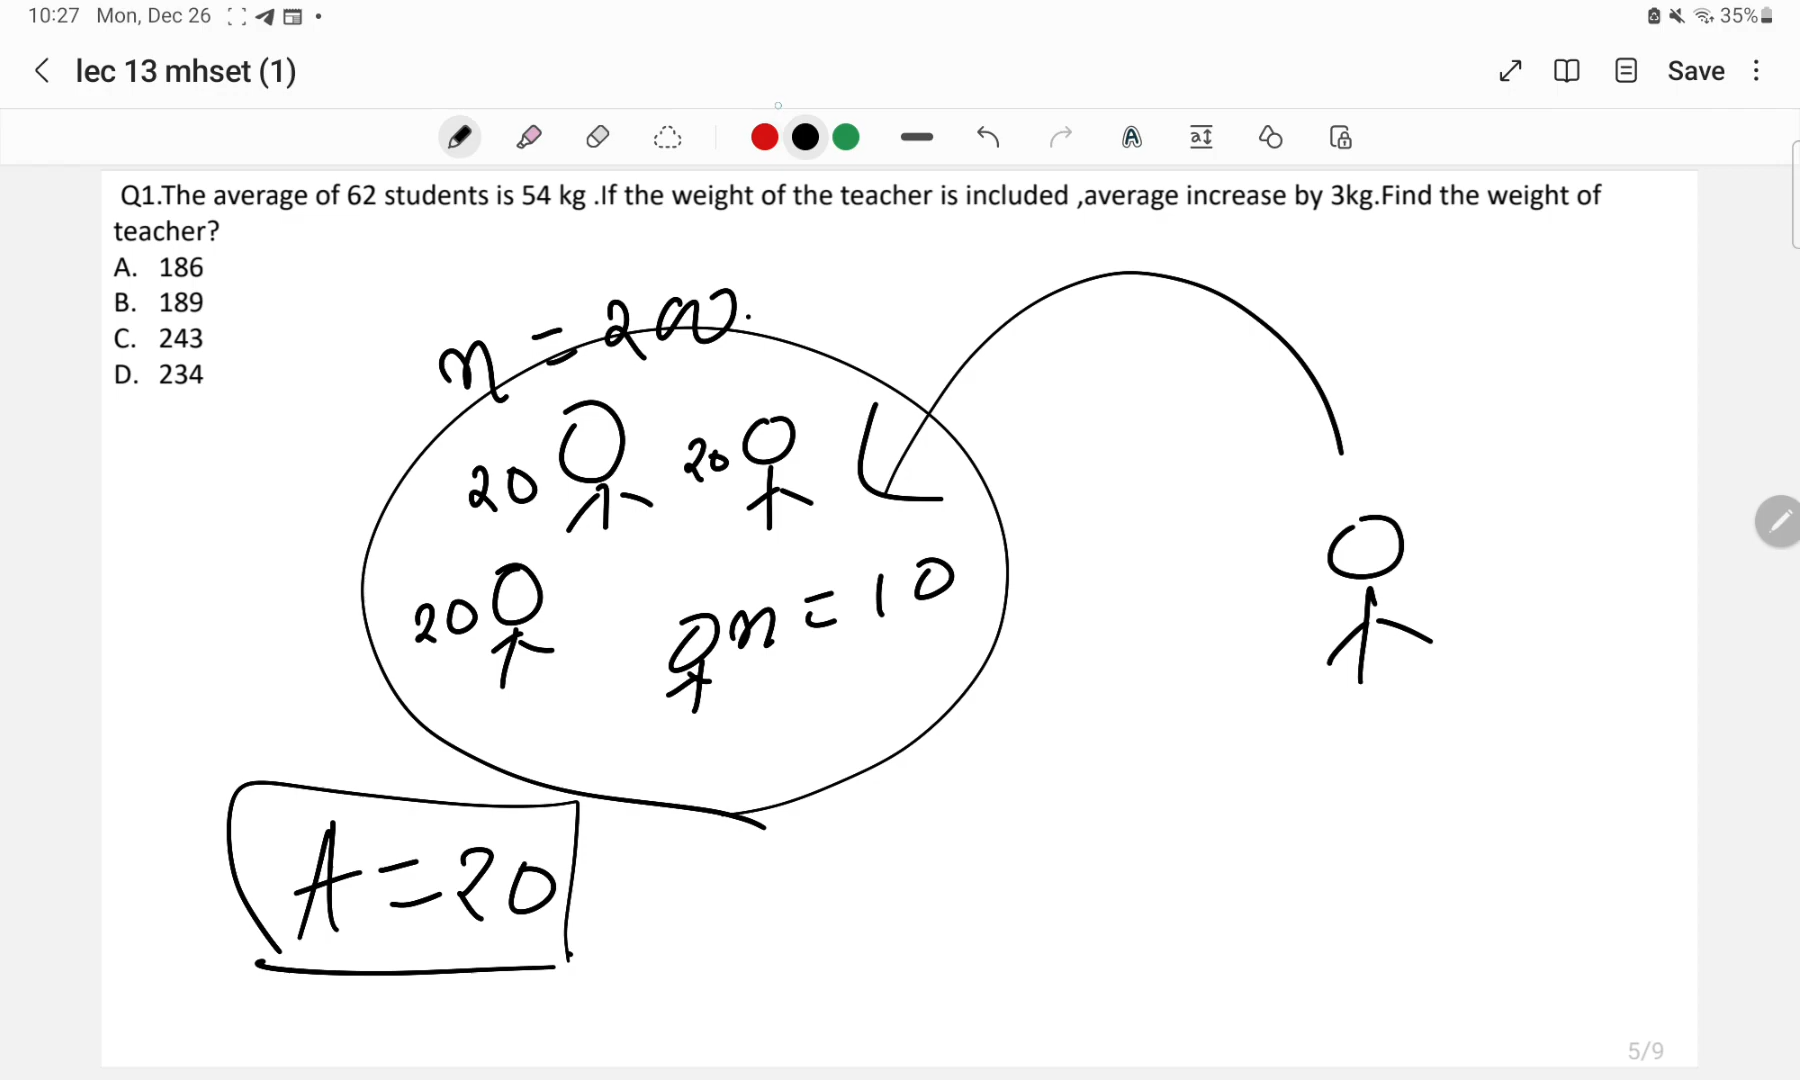 10:27 Mon, Dec 26 35%
lec 13 mhset (1) Save
Q1.The average of 62 students is 54 kg .If the weight of the teacher is included ,average increase by 3kg.Find the weight of
teacher?
A. 186
B. 189
C. 243
D. 234
n = 200.
20 20
20 n = 10
A = 20
5/9